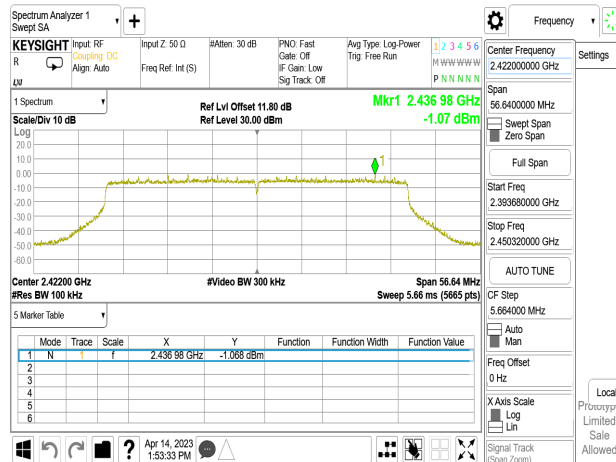 Spectrum Analyzer 1
Swept SA
Frequency
KEYSIGHT
R
Input: RF
Coupling: DC
Align: Auto
Input Z: 50 Ω
Freq Ref: Int (S)
#Atten: 30 dB
PNO: Fast
Gate: Off
IF Gain: Low
Sig Track: Off
Avg Type: Log-Power
Trig: Free Run
1 2 3 4 5 6
M W W W W W
P N N N N N
1 Spectrum
Scale/Div 10 dB
Ref Lvl Offset 11.80 dB
Ref Level 30.00 dBm
Mkr1 2.436 98 GHz
-1.07 dBm
Log
20.0
10.0
0.00
-10.0
-20.0
-30.0
-40.0
-50.0
-60.0
1
Center 2.42200 GHz
#Res BW 100 kHz
#Video BW 300 kHz
Span 56.64 MHz
Sweep 5.66 ms (5665 pts)
5 Marker Table
Mode Trace Scale X Y Function Function Width Function Value
1 N 1 f 2.436 98 GHz -1.068 dBm
2
3
4
5
6
Apr 14, 2023
1:53:33 PM
Center Frequency
2.422000000 GHz
Span
56.6400000 MHz
Swept Span
Zero Span
Full Span
Start Freq
2.393680000 GHz
Stop Freq
2.450320000 GHz
AUTO TUNE
CF Step
5.664000 MHz
Auto
Man
Freq Offset
0 Hz
X Axis Scale
Log
Lin
Signal Track
(Span Zoom)
Settings
Local
Limited
Sale
Allowed